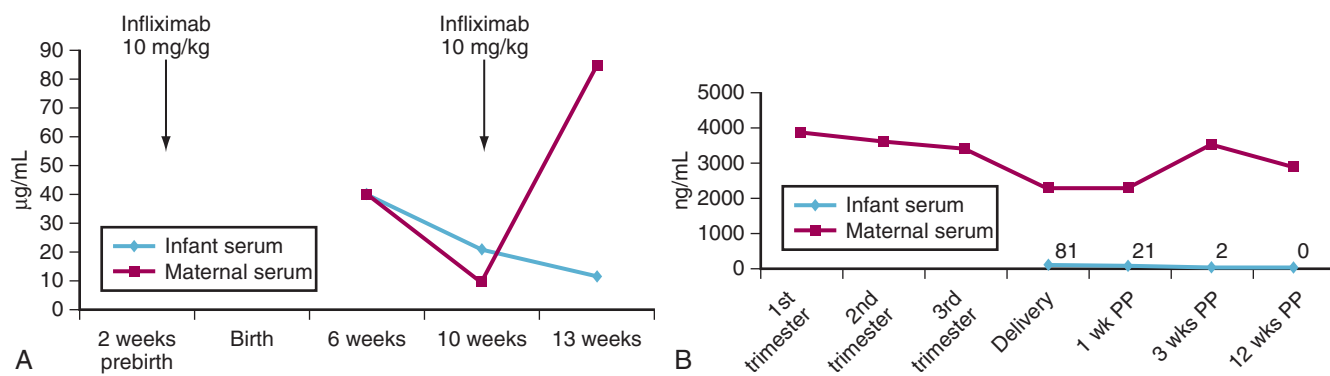 Infliximab
10 mg/kg
Infliximab
10 mg/kg
90
80
70
60
50
40
30
20
10
0
µg/mL
Infant serum
Maternal serum
2 weeks
prebirth
Birth
6 weeks
10 weeks
13 weeks
A
5000
4000
3000
2000
1000
0
ng/mL
Infant serum
Maternal serum
81
21
2
0
1st
trimester
2nd
trimester
3rd
trimester
Delivery
1 wk PP
3 wks PP
12 wks PP
B